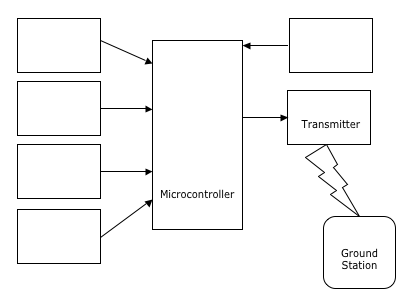 Transmitter
Microcontroller
Ground
Station